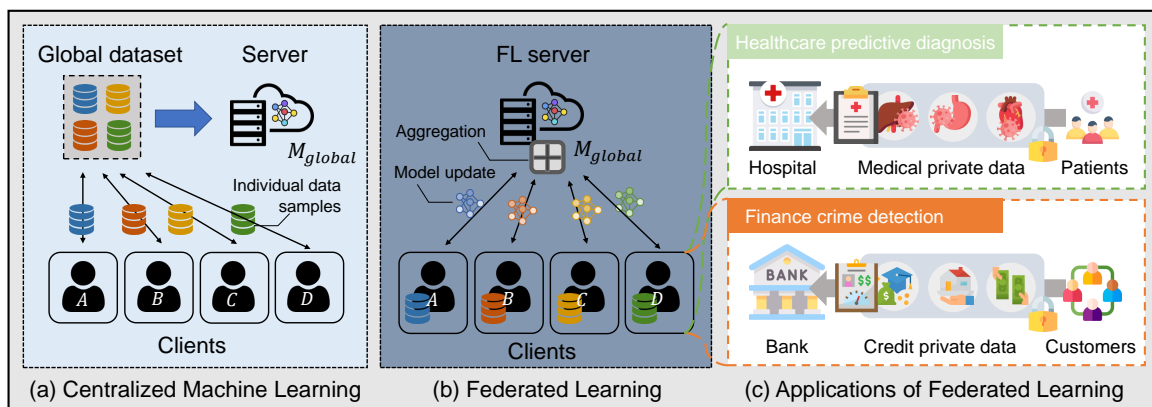 Global dataset
Server
M_global
Individual data
samples
A
B
C
D
Clients
(a) Centralized Machine Learning
FL server
Aggregation
M_global
Model update
A
B
C
D
Clients
(b) Federated Learning
Healthcare predictive diagnosis
Hospital
Medical private data
Patients
Finance crime detection
BANK
$$
$
Bank
Credit private data
Customers
(c) Applications of Federated Learning